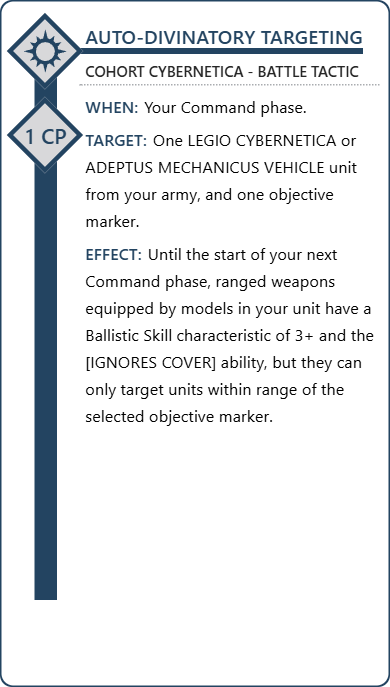 AUTO-DIVINATORY TARGETING
COHORT CYBERNETICA - BATTLE TACTIC
WHEN: Your Command phase.
1 CP
TARGET: One LEGIO CYBERNETICA or
ADEPTUS MECHANICUS VEHICLE unit
from your army, and one objective
marker.
EFFECT: Until the start of your next
Command phase, ranged weapons
equipped by models in your unit have a
Ballistic Skill characteristic of 3+ and the
[IGNORES COVER] ability, but they can
only target units within range of the
selected objective marker.